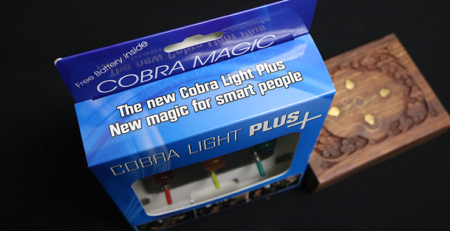 Free Battery inside
COBRA MAGIC
The new Cobra Light Plus
New magic for smart people
COBRA LIGHT PLUS+